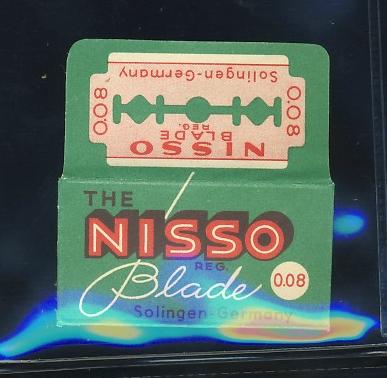 Solingen-Germany
0.08 0.08
REG.
BLADE
NISSO
THE
NISSO
REG.
Blade
0.08
Solingen-Germany